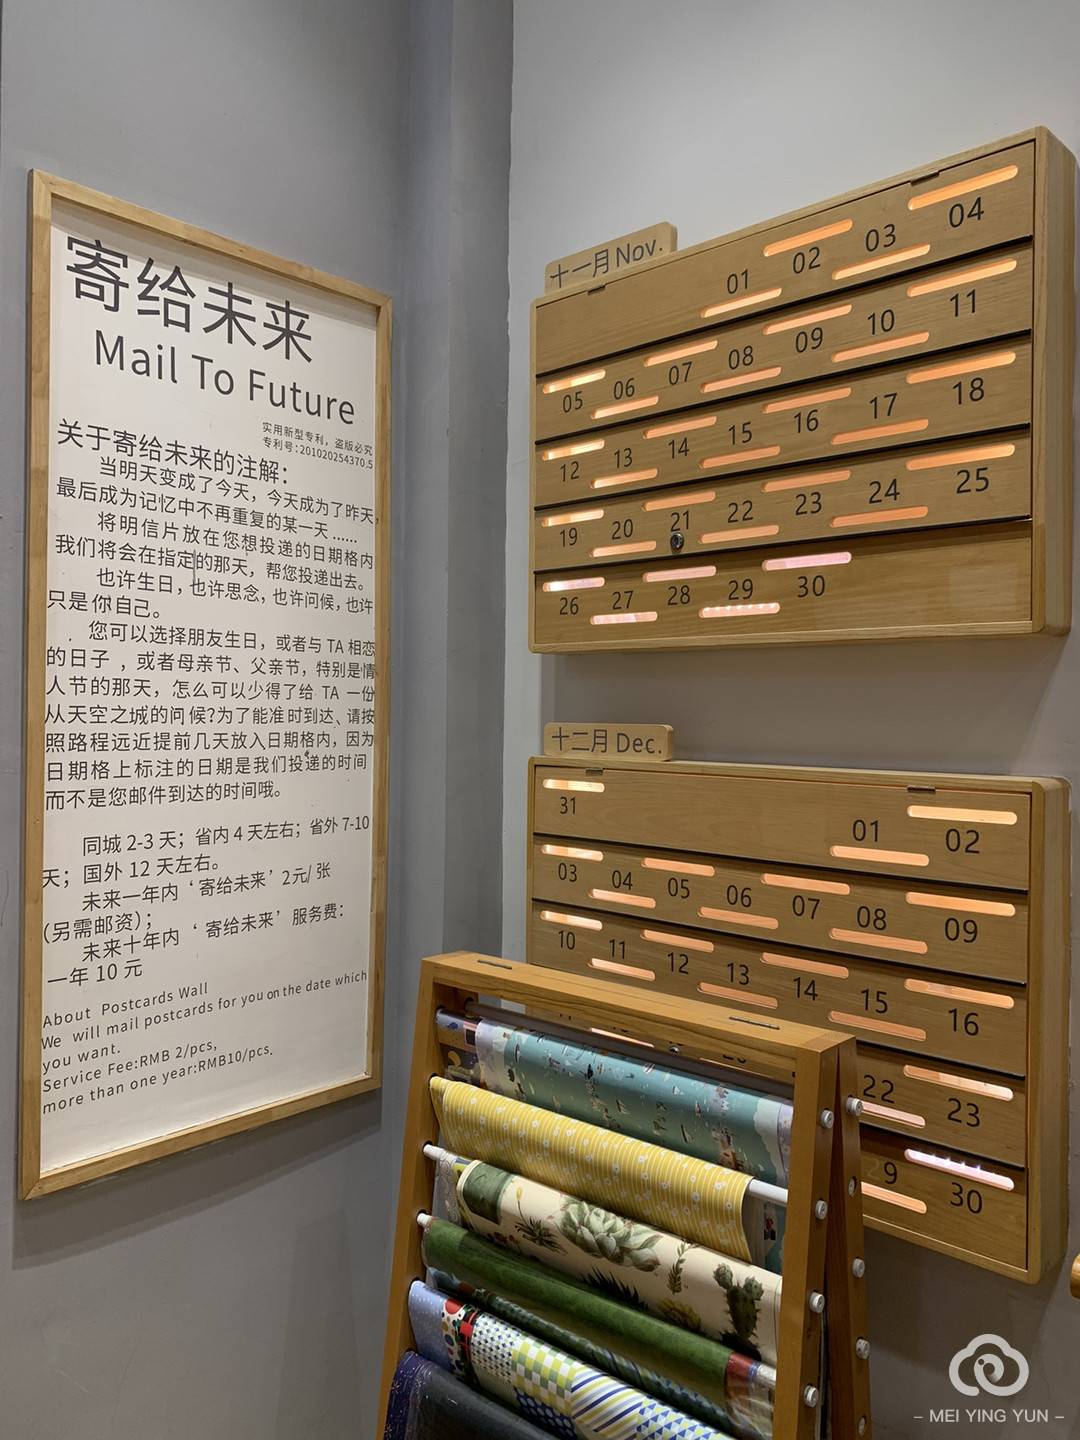 寄给未来
Mail To Future
实用新型专利，盗版必究
专利号:201020254370.5
关于寄给未来的注解：
当明天变成了今天，今天成为了昨天，
最后成为记忆中不再重复的某一天……
将明信片放在您想投递的日期格内
我们将会在指定的那天，帮您投递出去。
也许生日，也许思念，也许问候，也许
只是你自己。
您可以选择朋友生日，或者与 TA 相恋
的日子，或者母亲节、父亲节，特别是情
人节的那天，怎么可以少得了给 TA 一份
从天空之城的问候?为了能准时到达、请按
照路程远近提前几天放入日期格内，因为
日期格上标注的日期是我们投递的时间
而不是您邮件到达的时间哦。
同城 2-3 天；省内 4 天左右；省外 7-10
天；国外 12 天左右。
未来一年内‘寄给未来’2元/ 张
(另需邮资)；
未来十年内 ‘寄给未来’服务费：
一年 10 元
About Postcards Wall
We will mail postcards for you on the date which
you want.
Service Fee:RMB 2/pcs,
more than one year:RMB10/pcs.
十一月 Nov.
01 02 03 04
05 06 07 08 09 10 11
12 13 14 15 16 17 18
19 20 21 22 23 24 25
26 27 28 29 30
十二月 Dec.
31 01 02
03 04 05 06 07 08 09
10 11 12 13 14 15 16
22 23
30
– MEI YING YUN –